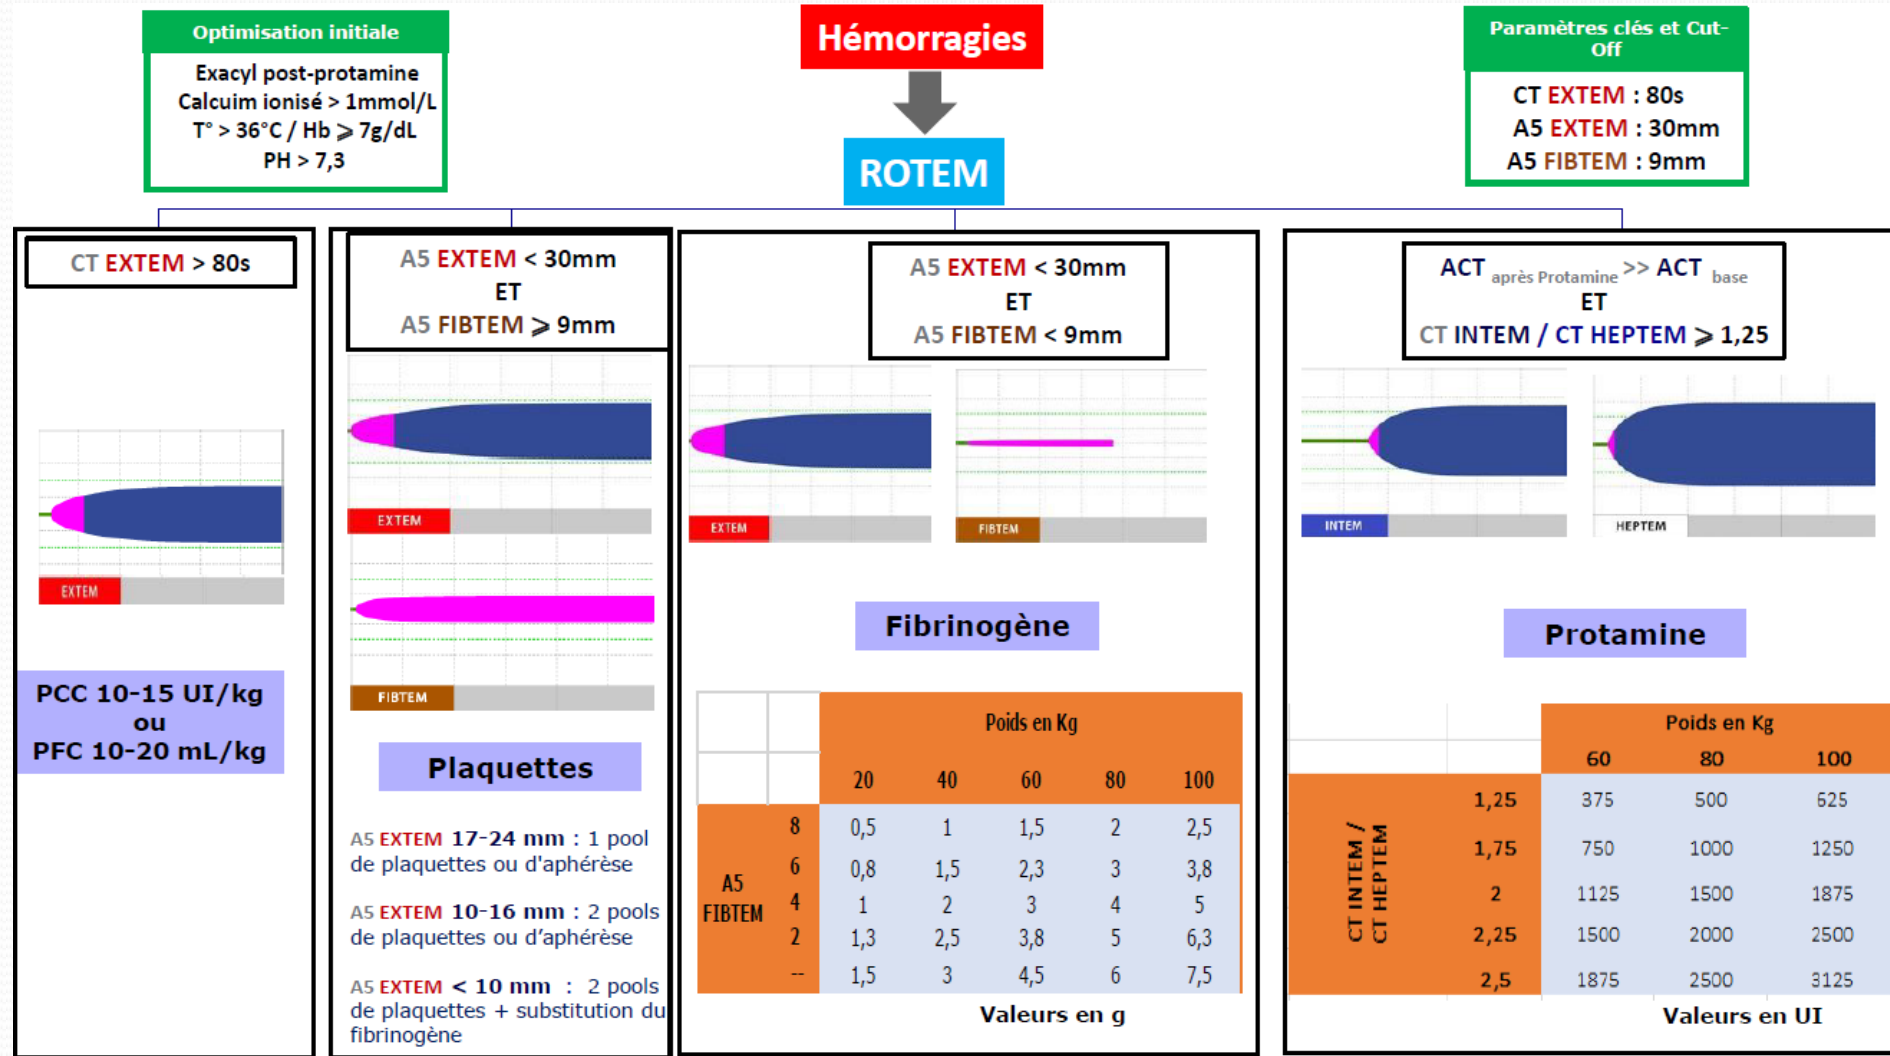 Optimisation initiale
Exacyl post-protamine
Calcuim ionisé > 1mmol/L
T° > 36°C / Hb ⩾ 7g/dL
PH > 7,3
Hémorragies
ROTEM
Paramètres clés et Cut-
Off
CT EXTEM : 80s
A5 EXTEM : 30mm
A5 FIBTEM : 9mm
CT EXTEM > 80s
EXTEM
PCC 10-15 UI/kg
ou
PFC 10-20 mL/kg
A5 EXTEM < 30mm
ET
A5 FIBTEM ⩾ 9mm
EXTEM
FIBTEM
Plaquettes
A5 EXTEM 17-24 mm : 1 pool
de plaquettes ou d'aphérèse
A5 EXTEM 10-16 mm : 2 pools
de plaquettes ou d’aphérèse
A5 EXTEM < 10 mm : 2 pools
de plaquettes + substitution du
fibrinogène
A5 EXTEM < 30mm
ET
A5 FIBTEM < 9mm
EXTEM FIBTEM
Fibrinogène
Poids en Kg
20 40 60 80 100
A5 FIBTEM
8 0,5 1 1,5 2 2,5
6 0,8 1,5 2,3 3 3,8
4 1 2 3 4 5
2 1,3 2,5 3,8 5 6,3
-- 1,5 3 4,5 6 7,5
Valeurs en g
ACT après Protamine >> ACT base
ET
CT INTEM / CT HEPTEM ⩾ 1,25
INTEM HEPTEM
Protamine
Poids en Kg
60 80 100
CT INTEM /
CT HEPTEM
1,25 375 500 625
1,75 750 1000 1250
2 1125 1500 1875
2,25 1500 2000 2500
2,5 1875 2500 3125
Valeurs en UI